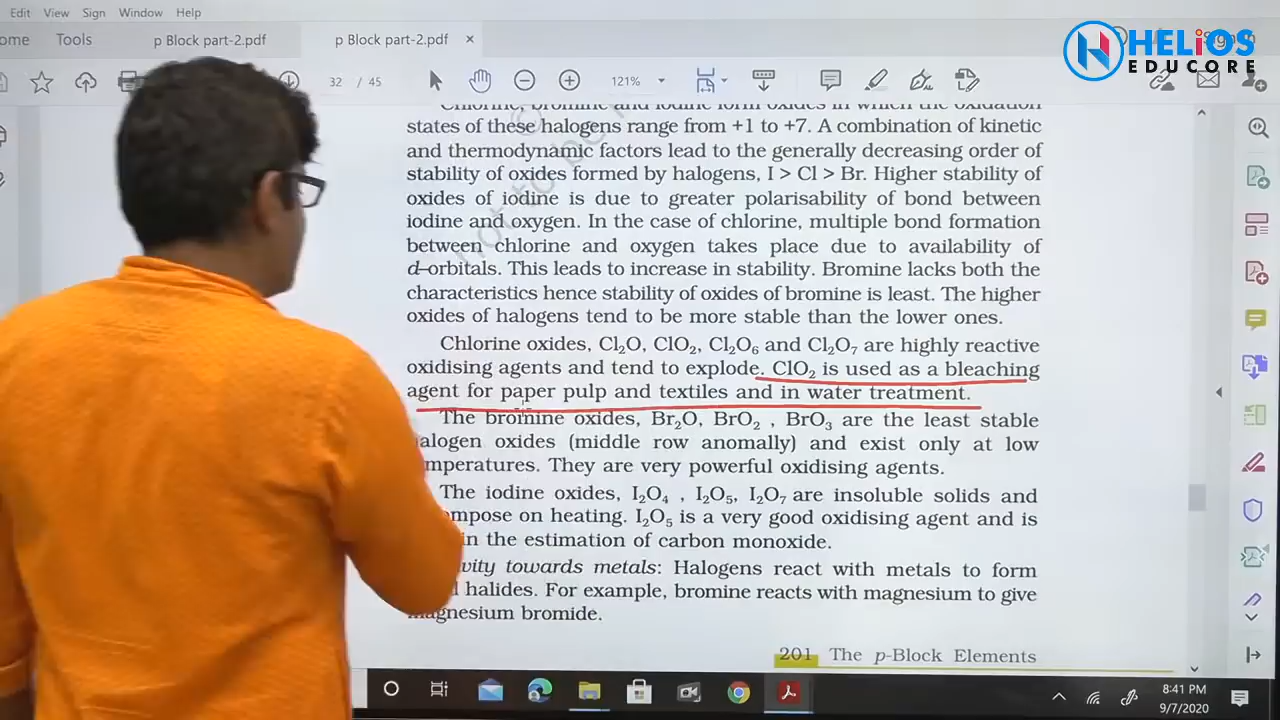 Edit View Sign Window Help
HELIOS
EDUCORE
ome Tools p Block part-2.pdf p Block part-2.pdf ×
32 / 45 121%
Chlorine, bromine and iodine form oxides in which the oxidation
states of these halogens range from +1 to +7. A combination of kinetic
and thermodynamic factors lead to the generally decreasing order of
stability of oxides formed by halogens, I > Cl > Br. Higher stability of
oxides of iodine is due to greater polarisability of bond between
iodine and oxygen. In the case of chlorine, multiple bond formation
between chlorine and oxygen takes place due to availability of
d–orbitals. This leads to increase in stability. Bromine lacks both the
characteristics hence stability of oxides of bromine is least. The higher
oxides of halogens tend to be more stable than the lower ones.
Chlorine oxides, Cl₂O, ClO₂, Cl₂O₆ and Cl₂O₇ are highly reactive
oxidising agents and tend to explode. ClO₂ is used as a bleaching
agent for paper pulp and textiles and in water treatment.
The bromine oxides, Br₂O, BrO₂ , BrO₃ are the least stable
alogen oxides (middle row anomally) and exist only at low
mperatures. They are very powerful oxidising agents.
The iodine oxides, I₂O₄ , I₂O₅, I₂O₇ are insoluble solids and
ompose on heating. I₂O₅ is a very good oxidising agent and is
in the estimation of carbon monoxide.
vity towards metals: Halogens react with metals to form
halides. For example, bromine reacts with magnesium to give
magnesium bromide.
201 The p-Block Elements
8:41 PM
9/7/2020